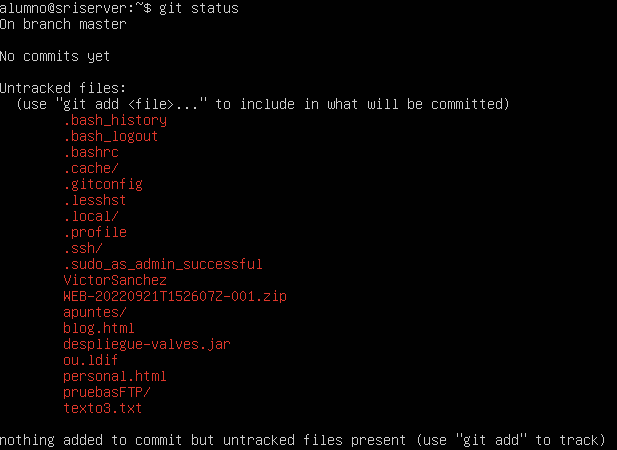 alumno@sriserver:~$ git status
On branch master

No commits yet

Untracked files:
  (use "git add <file>..." to include in what will be committed)
        .bash_history
        .bash_logout
        .bashrc
        .cache/
        .gitconfig
        .lesshst
        .local/
        .profile
        .ssh/
        .sudo_as_admin_successful
        VictorSanchez
        WEB-20220921T152607Z-001.zip
        apuntes/
        blog.html
        despliegue-valves.jar
        ou.ldif
        personal.html
        pruebasFTP/
        texto3.txt

nothing added to commit but untracked files present (use "git add" to track)